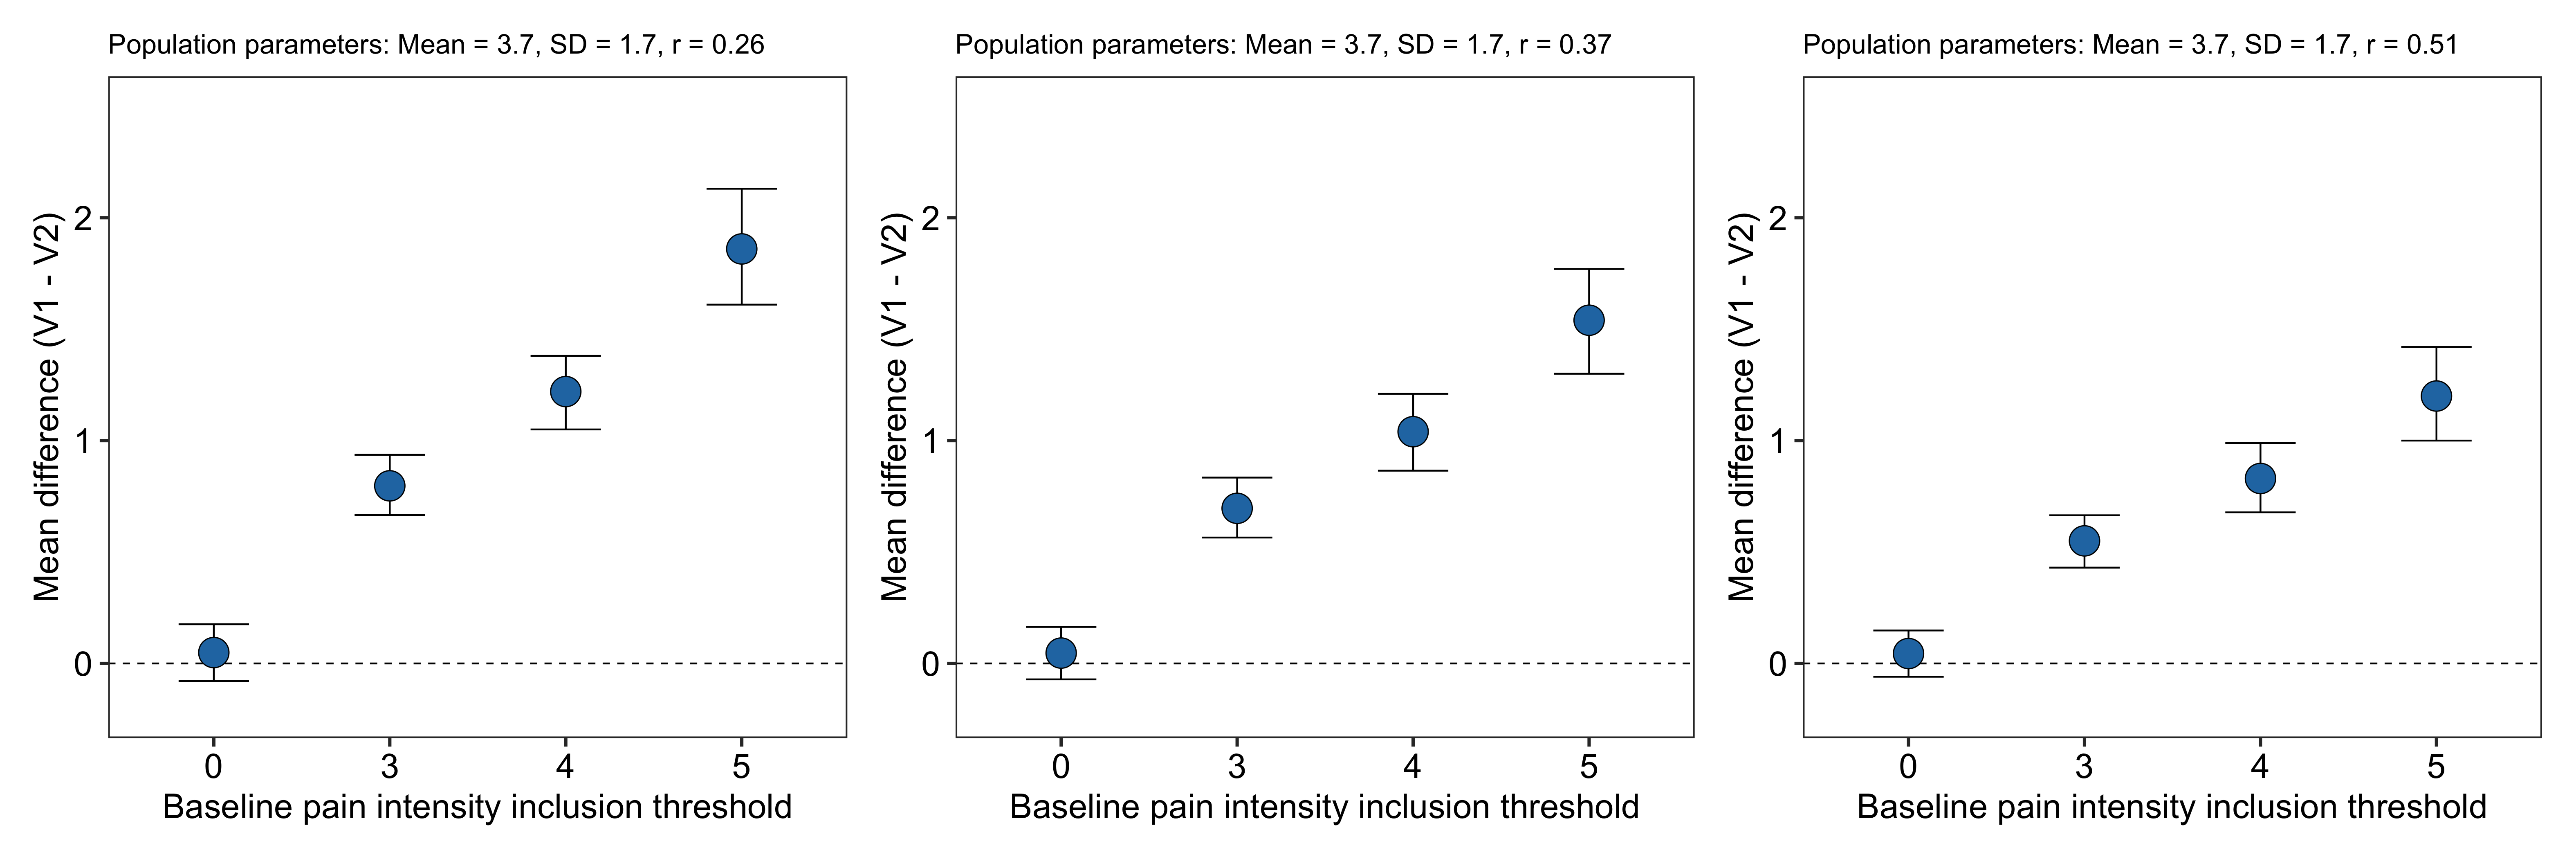 Population parameters: Mean = 3.7, SD = 1.7, r = 0.26
Mean difference (V1 - V2)
2
1
0
0 3 4 5
Baseline pain intensity inclusion threshold
Population parameters: Mean = 3.7, SD = 1.7, r = 0.37
Mean difference (V1 - V2)
2
1
0
0 3 4 5
Baseline pain intensity inclusion threshold
Population parameters: Mean = 3.7, SD = 1.7, r = 0.51
Mean difference (V1 - V2)
2
1
0
0 3 4 5
Baseline pain intensity inclusion threshold